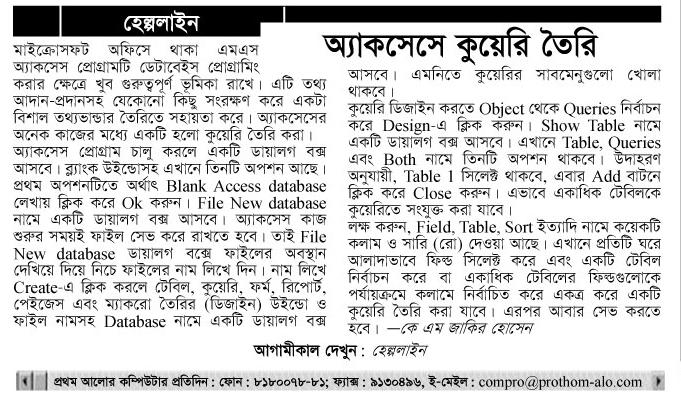 হেল্পলাইন
অ্যাকসেসে কুয়েরি তৈরি
মাইক্রোসফট অফিসে থাকা এমএস
অ্যাকসেস প্রোগ্রামটি ডেটাবেইস প্রোগ্রামিং
করার ক্ষেত্রে খুব গুরুত্বপূর্ণ ভূমিকা রাখে। এটি তথ্য
আদান-প্রদানসহ যেকোনো কিছু সংরক্ষণ করে একটা
বিশাল তথ্যভান্ডার তৈরিতে সহায়তা করে। অ্যাকসেসের
অনেক কাজের মধ্যে একটি হলো কুয়েরি তৈরি করা।
অ্যাকসেস প্রোগ্রাম চালু করলে একটি ডায়ালগ বক্স
আসবে। ব্ল্যাংক উইন্ডোসহ এখানে তিনটি অপশন আছে।
প্রথম অপশনটিতে অর্থাৎ Blank Access database
লেখায় ক্লিক করে Ok করুন। File New database
নামে একটি ডায়ালগ বক্স আসবে। অ্যাকসেস কাজ
শুরুর সময়ই ফাইল সেভ করে রাখতে হবে। তাই File
New database ডায়ালগ বক্সে ফাইলের অবস্থান
দেখিয়ে দিয়ে নিচে ফাইলের নাম লিখে দিন। নাম লিখে
Create-এ ক্লিক করলে টেবিল, কুয়েরি, ফর্ম, রিপোর্ট,
পেইজেস এবং ম্যাকরো তৈরির (ডিজাইন) উইন্ডো ও
ফাইল নামসহ Database নামে একটি ডায়ালগ বক্স
আসবে। এমনিতে কুয়েরির সাবমেনুগুলো খোলা
থাকবে।
কুয়েরি ডিজাইন করতে Object থেকে Queries নির্বাচন
করে Design-এ ক্লিক করুন। Show Table নামে
একটি ডায়ালগ বক্স আসবে। এখানে Table, Queries
এবং Both নামে তিনটি অপশন থাকবে। উদাহরণ
অনুযায়ী, Table 1 সিলেক্ট থাকবে, এবার Add বাটনে
ক্লিক করে Close করুন। এভাবে একাধিক টেবিলকে
কুয়েরিতে সংযুক্ত করা যাবে।
লক্ষ করুন, Field, Table, Sort ইত্যাদি নামে কয়েকটি
কলাম ও সারি (রো) দেওয়া আছে। এখানে প্রতিটি ঘরে
আলাদাভাবে ফিল্ড সিলেক্ট করে এবং একটি টেবিল
নির্বাচন করে বা একাধিক টেবিলের ফিল্ডগুলোকে
পর্যায়ক্রমে কলামে নির্বাচিত করে একত্র করে একটি
কুয়েরি তৈরি করা যাবে। এরপর আবার সেভ করতে
হবে। —কে এম জাকির হোসেন
আগামীকাল দেখুন : হেল্পলাইন
প্রথম আলোর কম্পিউটার প্রতিদিন : ফোন : ৮১৮০০৭৮-৮১; ফ্যাক্স : ৯১৩০৪৯৬, ই-মেইল : compro@prothom-alo.com